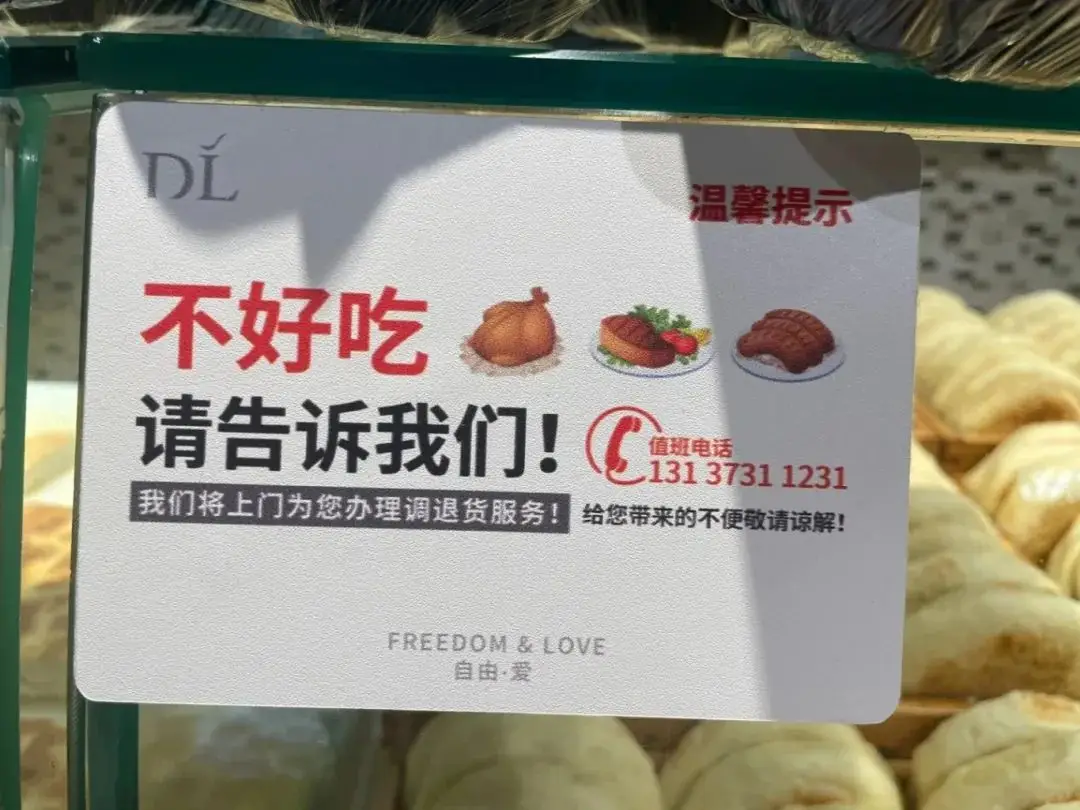 DL
温馨提示
不好吃
请告诉我们!
值班电话
131 3731 1231
我们将上门为您办理调退货服务!
给您带来的不便敬请谅解!
FREEDOM & LOVE
自由·爱